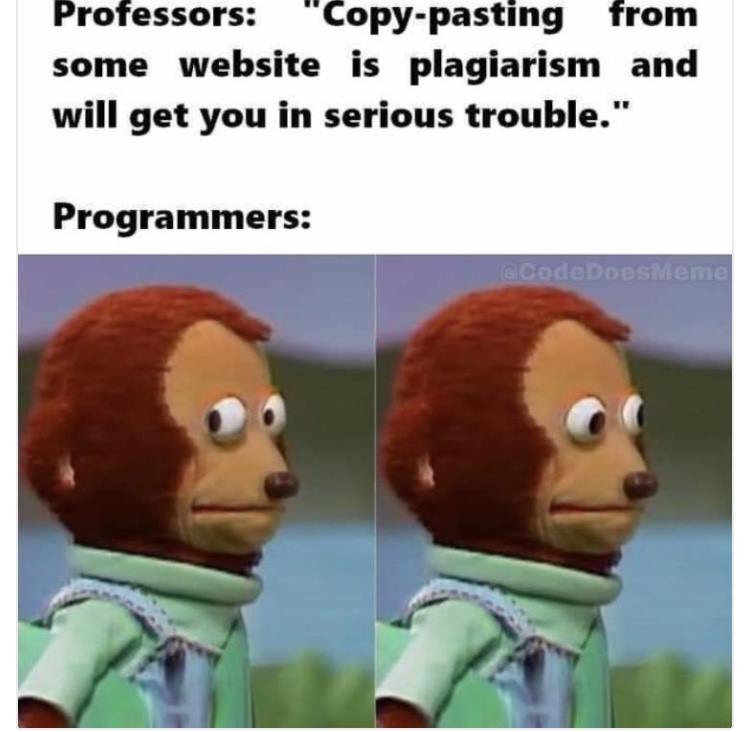 Professors: "Copy-pasting from
some website is plagiarism and
will get you in serious trouble."
Programmers:
@CodeDoesMeme